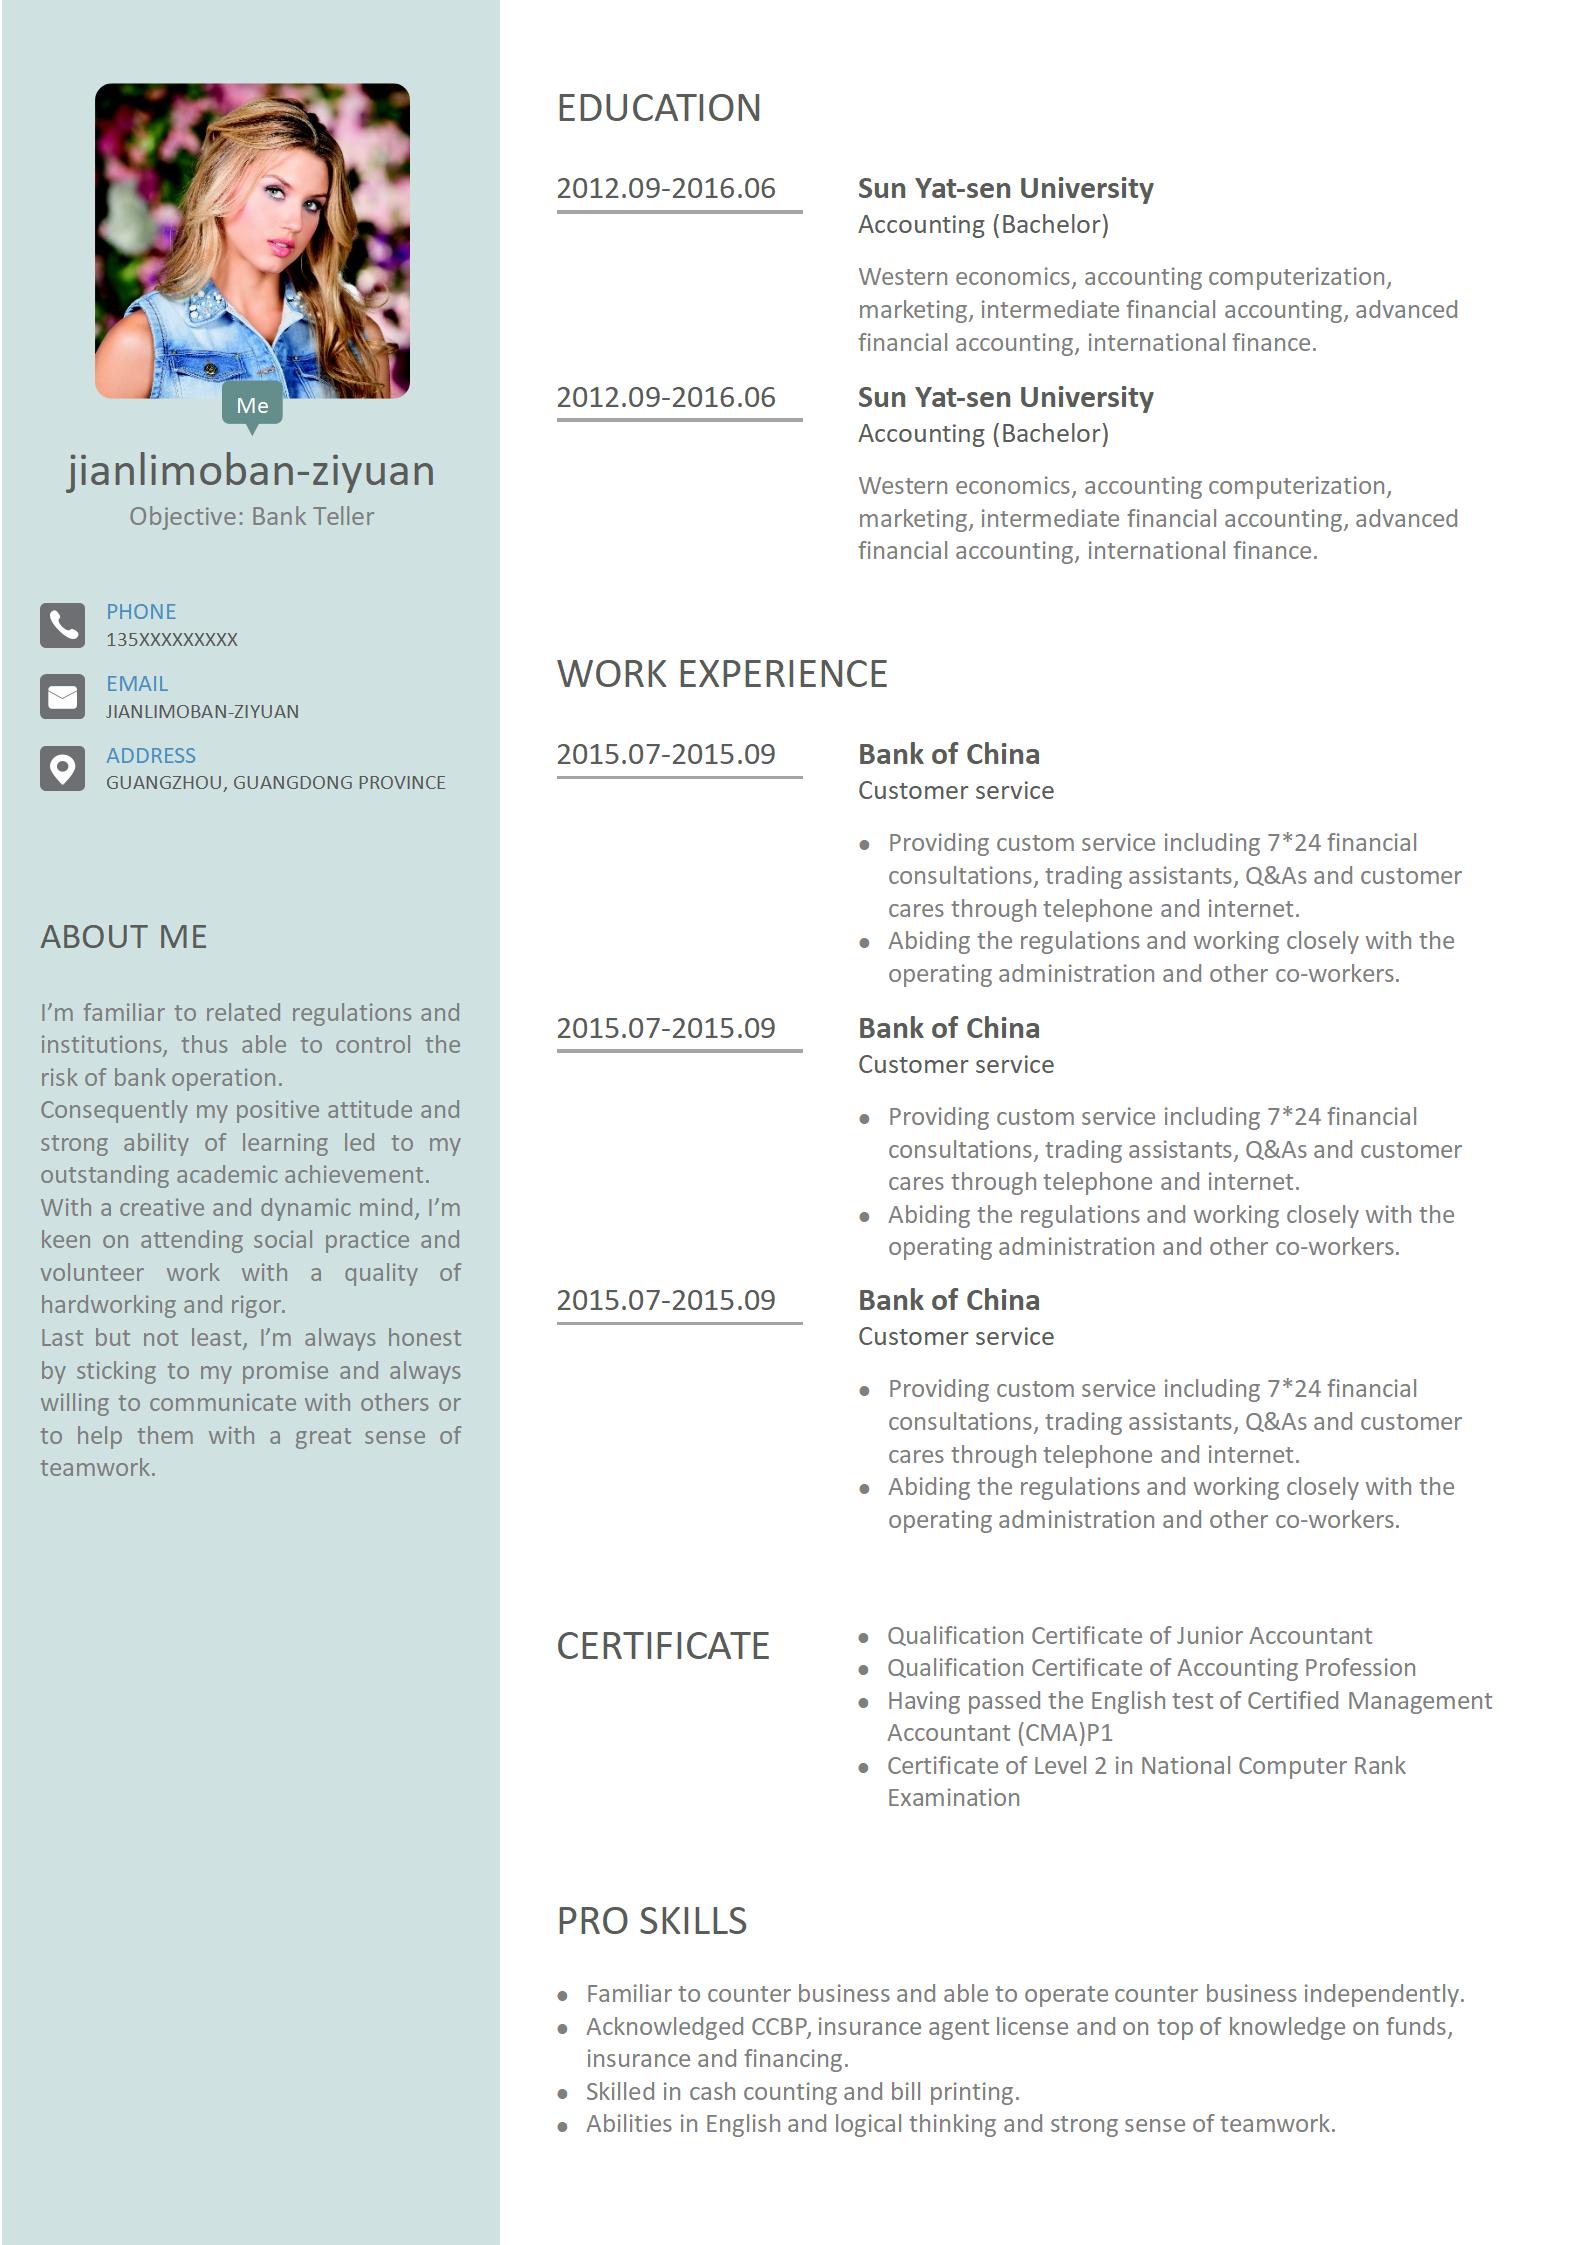 Me
jianlimoban-ziyuan
Objective: Bank Teller
PHONE
135XXXXXXXXX
EMAIL
JIANLIMOBAN-ZIYUAN
ADDRESS
GUANGZHOU, GUANGDONG PROVINCE
ABOUT ME
I’m familiar to related regulations and
institutions, thus able to control the
risk of bank operation.
Consequently my positive attitude and
strong ability of learning led to my
outstanding academic achievement.
With a creative and dynamic mind, I’m
keen on attending social practice and
volunteer work with a quality of
hardworking and rigor.
Last but not least, I’m always honest
by sticking to my promise and always
willing to communicate with others or
to help them with a great sense of
teamwork.
EDUCATION
2012.09-2016.06
Sun Yat-sen University
Accounting (Bachelor)
Western economics, accounting computerization,
marketing, intermediate financial accounting, advanced
financial accounting, international finance.
2012.09-2016.06
Sun Yat-sen University
Accounting (Bachelor)
Western economics, accounting computerization,
marketing, intermediate financial accounting, advanced
financial accounting, international finance.
WORK EXPERIENCE
2015.07-2015.09
Bank of China
Customer service
● Providing custom service including 7*24 financial
consultations, trading assistants, Q&As and customer
cares through telephone and internet.
● Abiding the regulations and working closely with the
operating administration and other co-workers.
2015.07-2015.09
Bank of China
Customer service
● Providing custom service including 7*24 financial
consultations, trading assistants, Q&As and customer
cares through telephone and internet.
● Abiding the regulations and working closely with the
operating administration and other co-workers.
2015.07-2015.09
Bank of China
Customer service
● Providing custom service including 7*24 financial
consultations, trading assistants, Q&As and customer
cares through telephone and internet.
● Abiding the regulations and working closely with the
operating administration and other co-workers.
CERTIFICATE
● Qualification Certificate of Junior Accountant
● Qualification Certificate of Accounting Profession
● Having passed the English test of Certified Management
Accountant (CMA)P1
● Certificate of Level 2 in National Computer Rank
Examination
PRO SKILLS
● Familiar to counter business and able to operate counter business independently.
● Acknowledged CCBP, insurance agent license and on top of knowledge on funds,
insurance and financing.
● Skilled in cash counting and bill printing.
● Abilities in English and logical thinking and strong sense of teamwork.